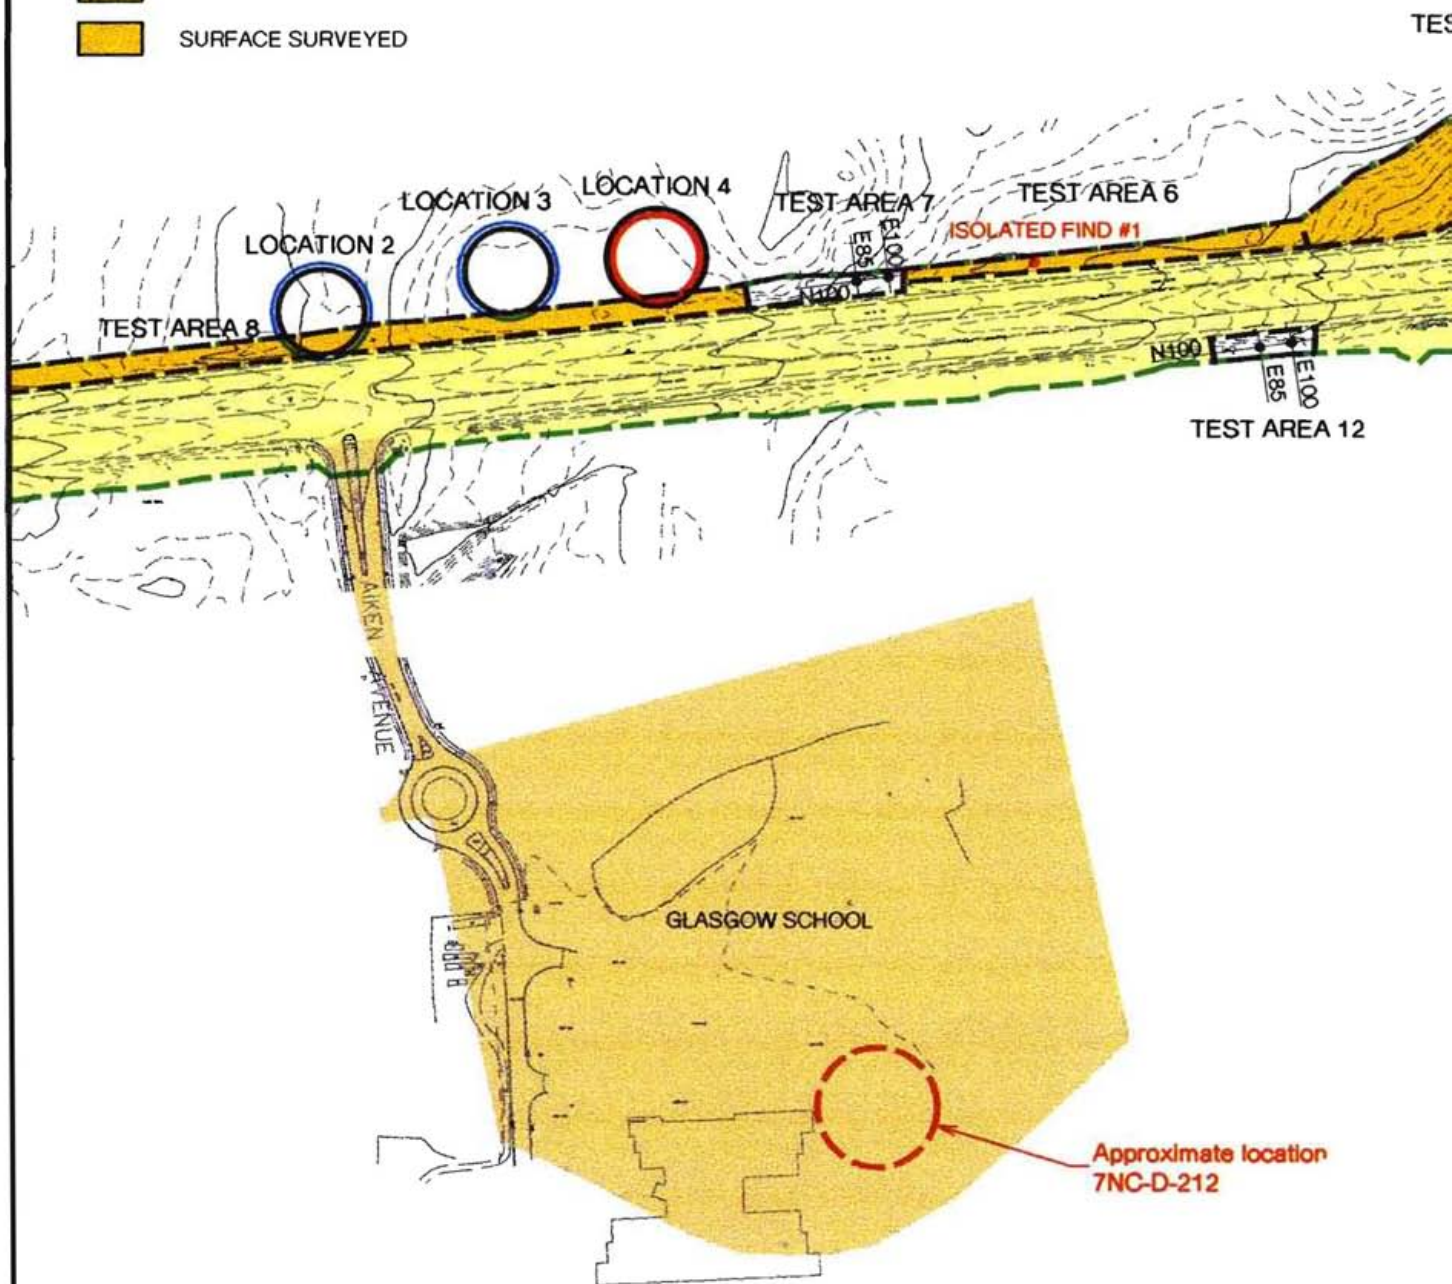 SURFACE SURVEYED
TES
LOCATION 2
LOCATION 3
LOCATION 4
TEST AREA 7
TEST AREA 6
ISOLATED FIND #1
E85
E100
N100
TEST AREA 8
N100
E85
E100
TEST AREA 12
AIKEN
AVENUE
GLASGOW SCHOOL
Approximate location
7NC-D-212